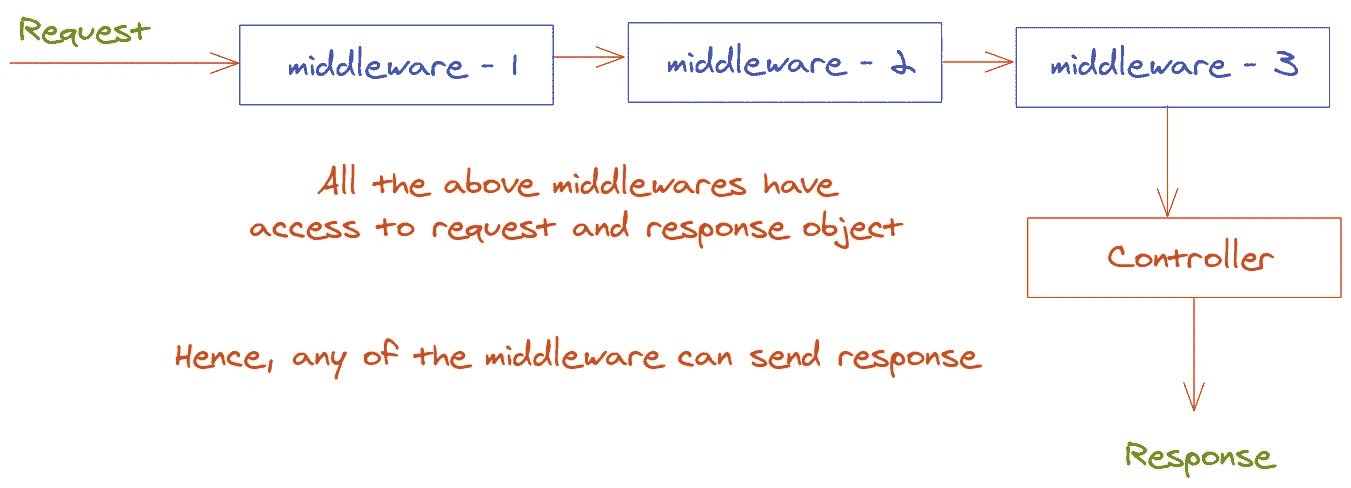 Request
middleware - 1
middleware - 2
middleware - 3
All the above middlewares have
access to request and response object
Controller
Hence, any of the middleware can send response
Response